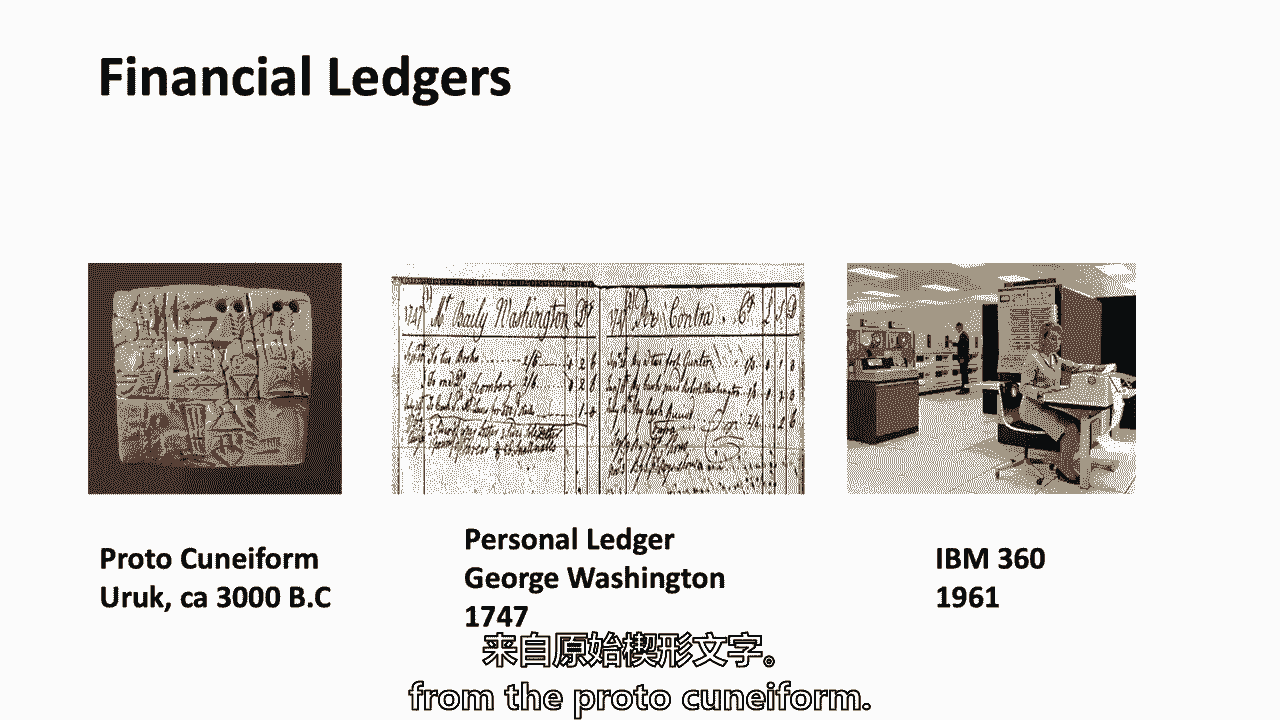 Financial Ledgers
Proto Cuneiform
Uruk, ca 3000 B.C
Personal Ledger
George Washington
1747
IBM 360
1961
来自原始楔形文字。
from the proto cuneiform.